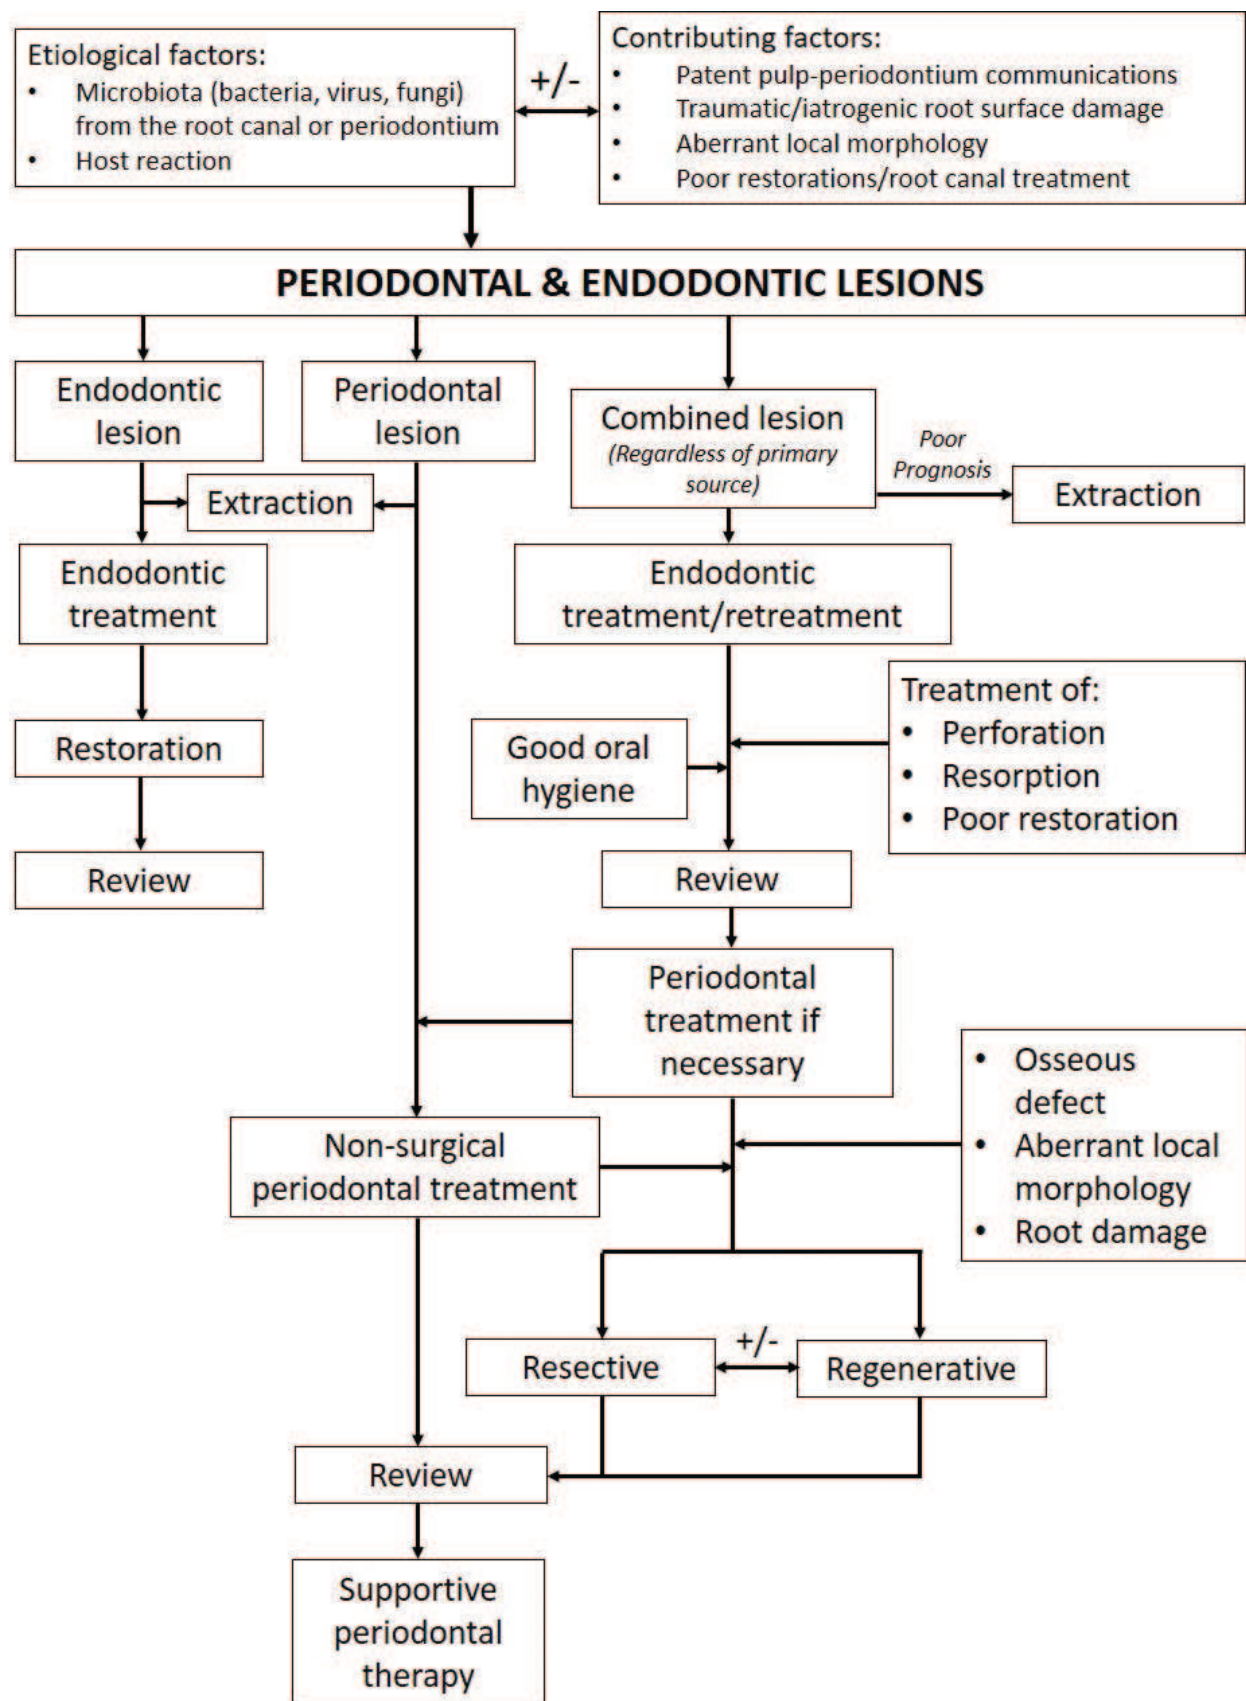 Etiological factors:
• Microbiota (bacteria, virus, fungi)
from the root canal or periodontium
• Host reaction
+/-
Contributing factors:
• Patent pulp-periodontium communications
• Traumatic/iatrogenic root surface damage
• Aberrant local morphology
• Poor restorations/root canal treatment
PERIODONTAL & ENDODONTIC LESIONS
Endodontic
lesion
Periodontal
lesion
Combined lesion
(Regardless of primary
source)
Poor
Prognosis
Extraction
Extraction
Endodontic
treatment
Endodontic
treatment/retreatment
Treatment of:
• Perforation
• Resorption
• Poor restoration
Restoration
Good oral
hygiene
Review
Review
Periodontal
treatment if
necessary
• Osseous
defect
• Aberrant local
morphology
• Root damage
Non-surgical
periodontal treatment
Resective
+/-
Regenerative
Review
Supportive
periodontal
therapy